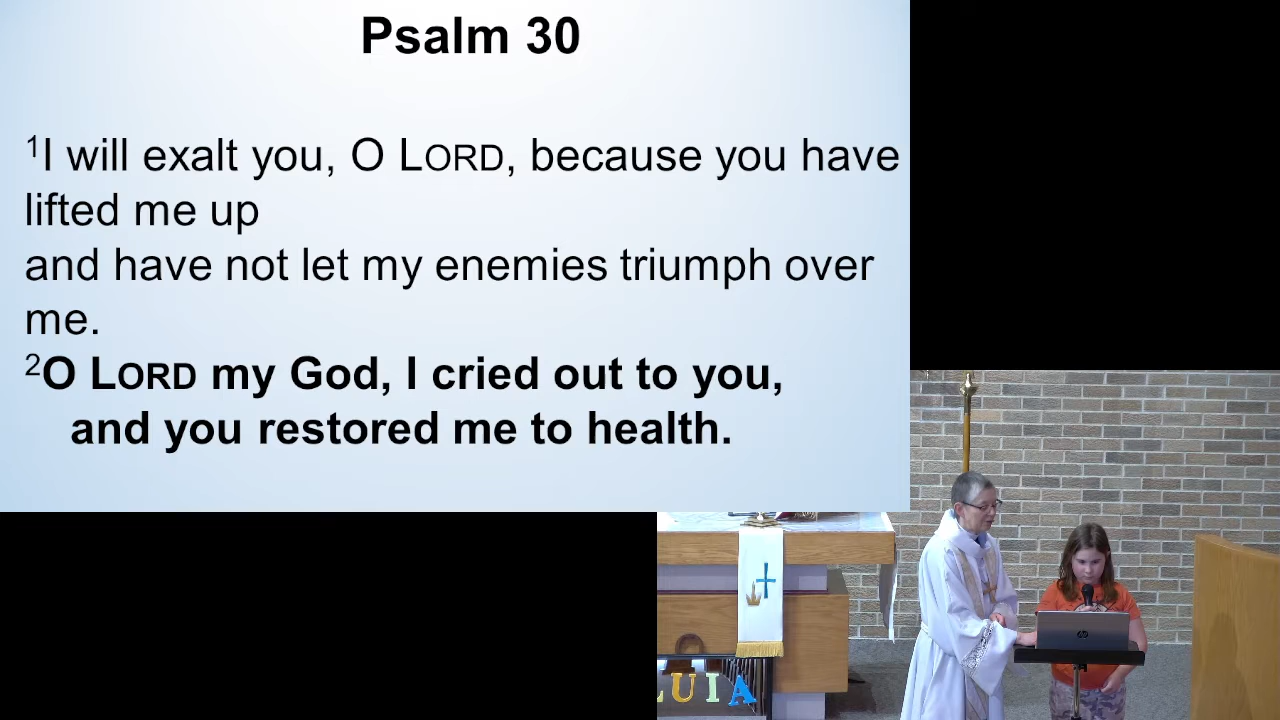 Psalm 30
1I will exalt you, O LORD, because you have
lifted me up
and have not let my enemies triumph over
me.
2O LORD my God, I cried out to you,
and you restored me to health.
hp
LUIA